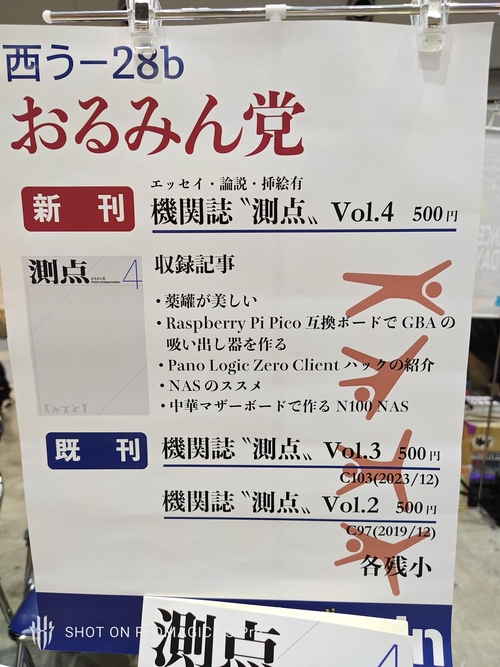 西う－28b
おるみん党
エッセイ・論説・挿絵有
新刊
機関誌〝測点〟 Vol.4 500円
測点 4
収録記事
・薬罐が美しい
・Raspberry Pi Pico 互換ボードで GBA の
吸い出し器を作る
・Pano Logic Zero Client ハックの紹介
・NAS のススメ
・中華マザーボードで作る N100 NAS
既刊
機関誌〝測点〟 Vol.3 500円
C103(2023/12)
機関誌〝測点〟 Vol.2 500円
C97(2019/12)
各残小
SHOT ON REDMAGIC
測点 4